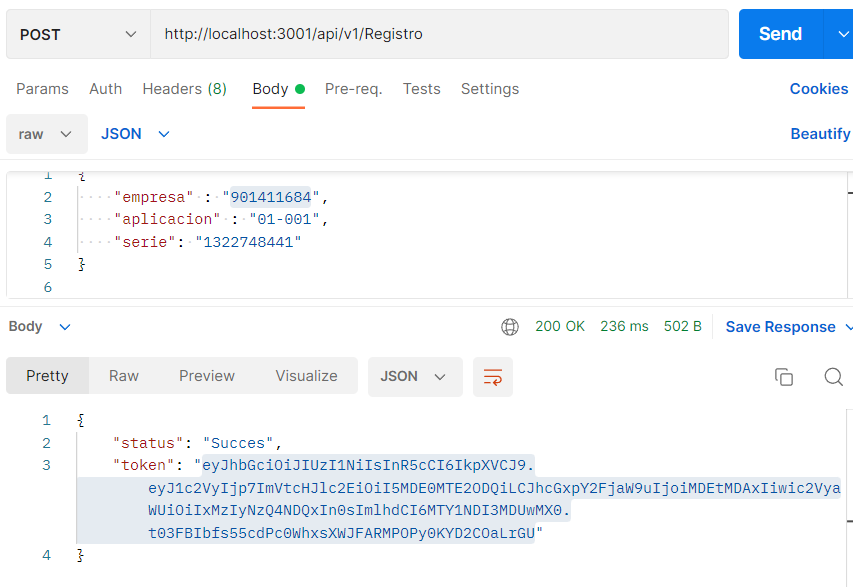 POST http://localhost:3001/api/v1/Registro Send
Params Auth Headers (8) Body Pre-req. Tests Settings Cookies
raw JSON Beautify
1 {
2 "empresa" : "901411684",
3 "aplicacion" : "01-001",
4 "serie": "1322748441"
5 }
6
Body 200 OK 236 ms 502 B Save Response
Pretty Raw Preview Visualize JSON
1 {
2 "status": "Succes",
3 "token": "eyJhbGciOiJIUzI1NiIsInR5cCI6IkpXVCJ9.
eyJ1c2VyIjp7ImVtcHJlc2EiOiI5MDE0MTE2ODQiLCJhcGxpY2FjaW9uIjoiMDEtMDAxIiwic2Vya
WUiOiIxMzIyNzQ4NDQxIn0sImlhdCI6MTY1NDI3MDUwMX0.
t03FBIbfs55cdPc0WhxsXWJFARMPOPy0KYD2COaLrGU"
4 }